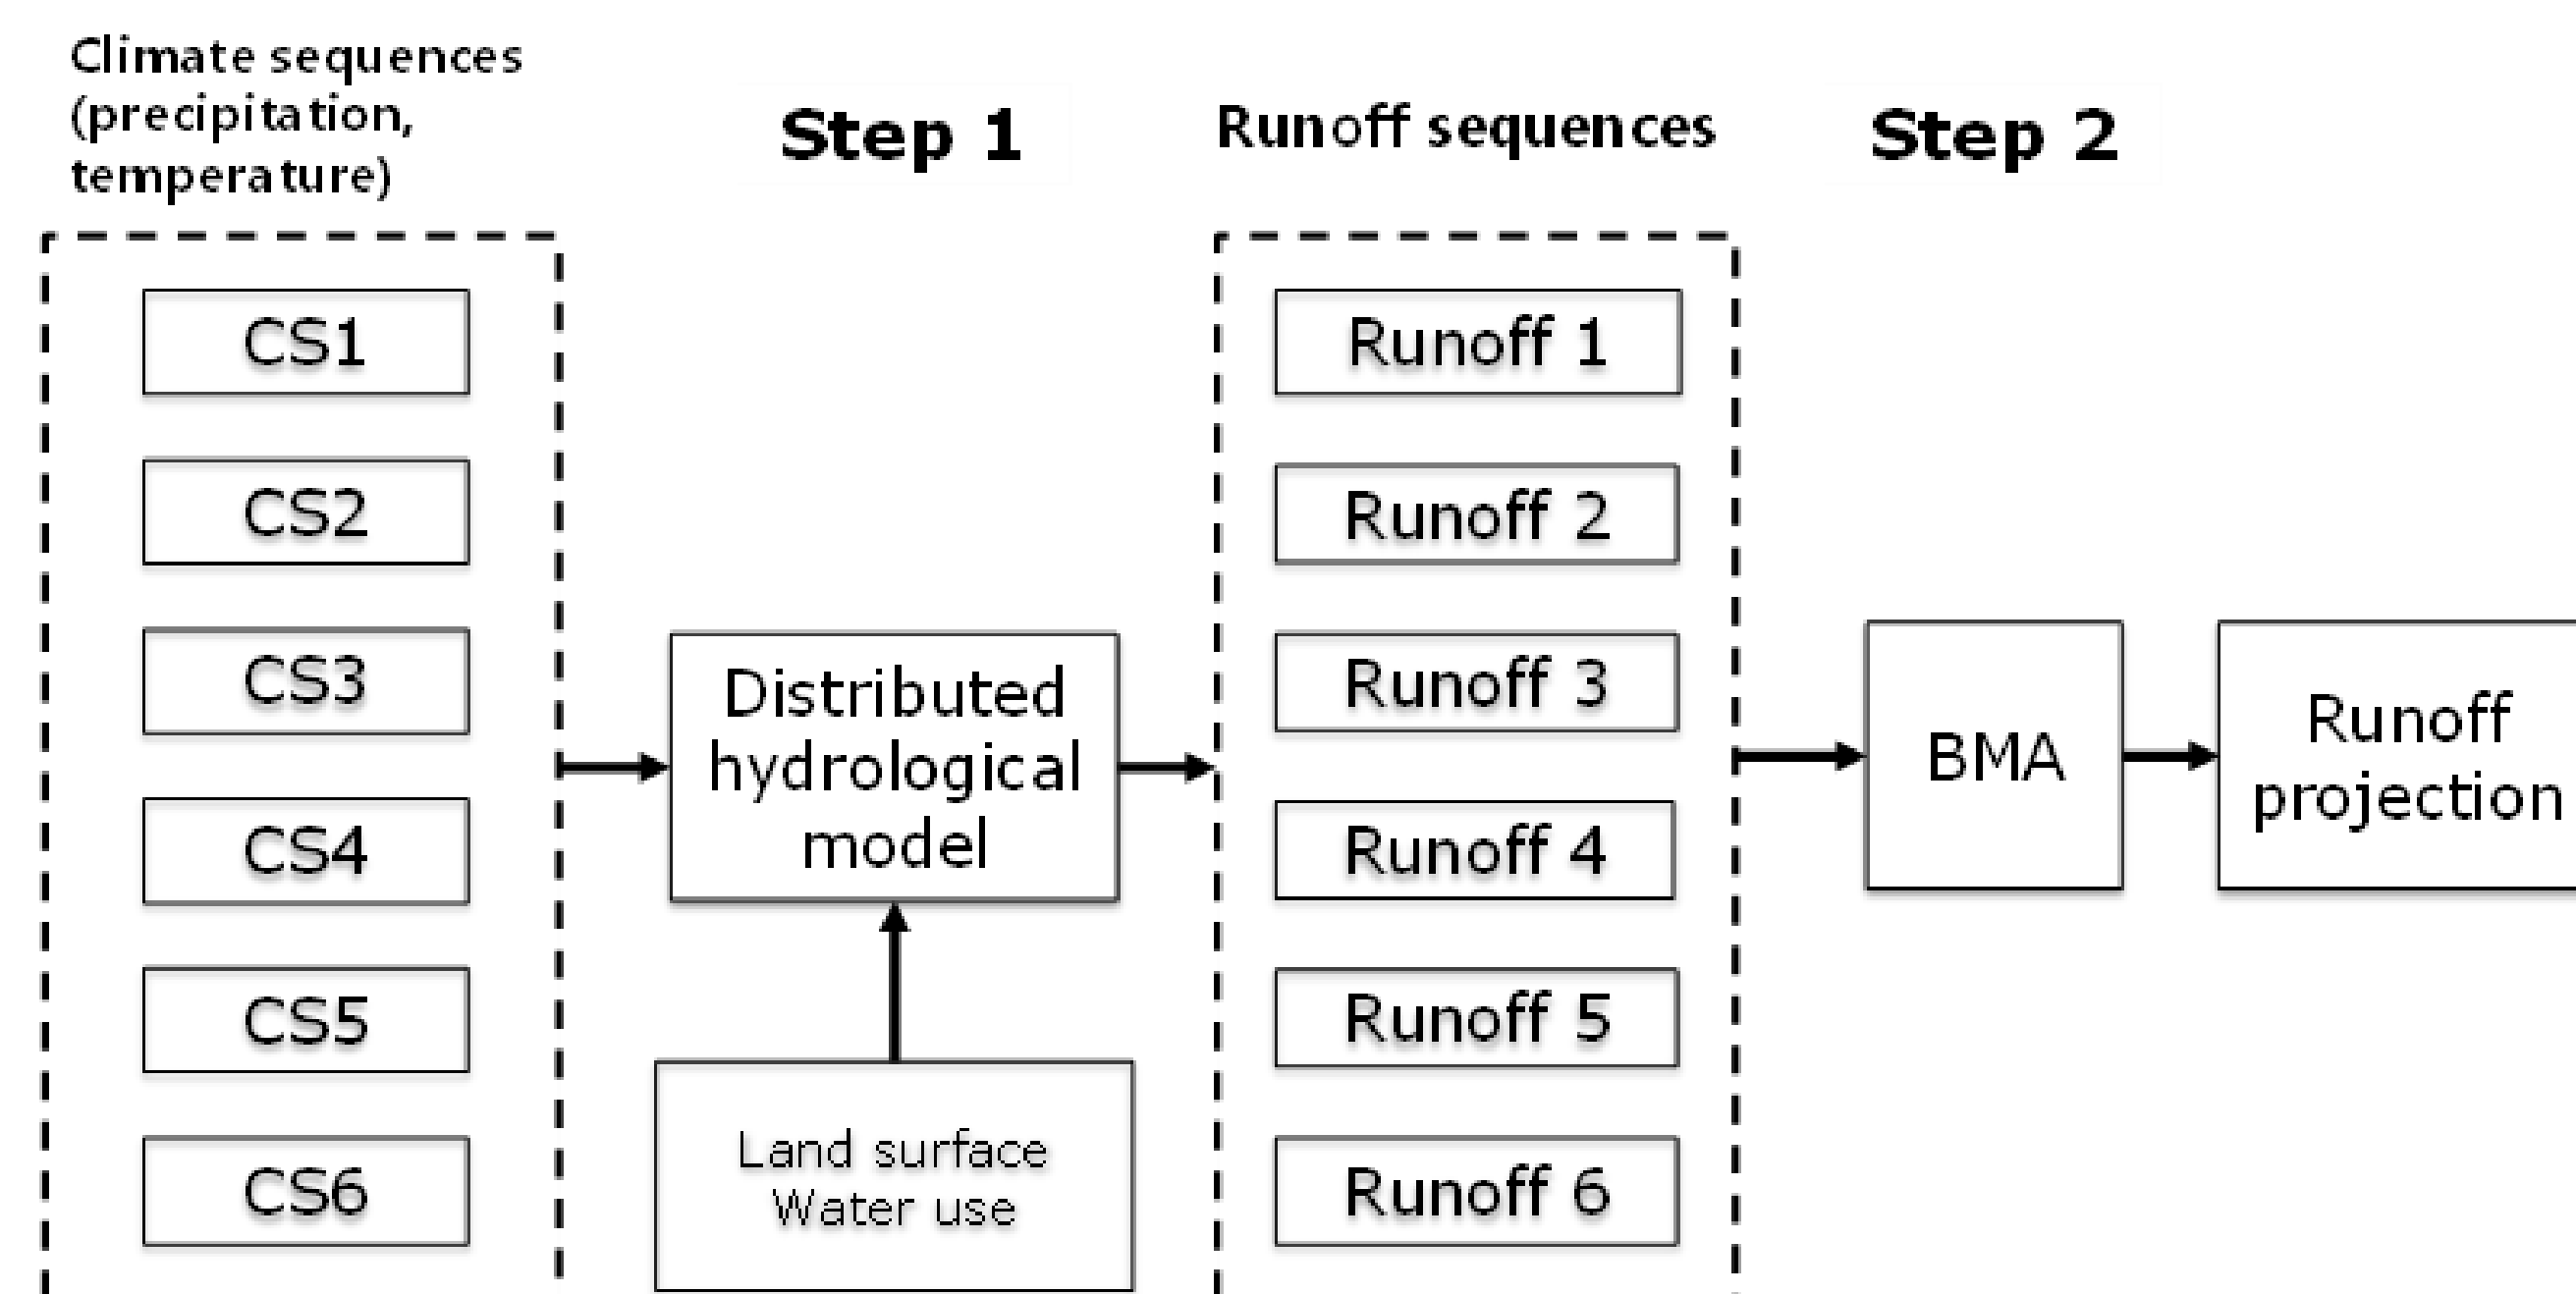 Climate sequences
(precipitation,
temperature)
Step 1
Runoff sequences
Step 2
CS1
CS2
CS3
CS4
CS5
CS6
Distributed
hydrological
model
Land surface
Water use
Runoff 1
Runoff 2
Runoff 3
Runoff 4
Runoff 5
Runoff 6
BMA
Runoff
projection